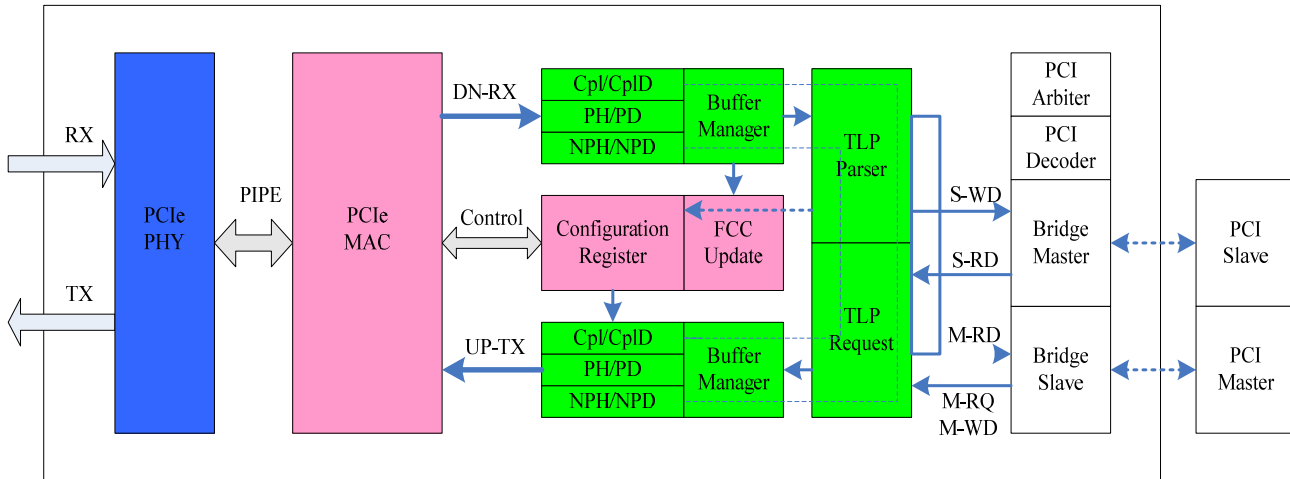 RX
TX
PCIe
PHY
PIPE
PCIe
MAC
DN-RX
Control
UP-TX
Cpl/CplD
PH/PD
NPH/NPD
Buffer
Manager
Configuration
Register
FCC
Update
Cpl/CplD
PH/PD
NPH/NPD
Buffer
Manager
TLP
Parser
TLP
Request
S-WD
S-RD
M-RD
M-RQ
M-WD
PCI
Arbiter
PCI
Decoder
Bridge
Master
Bridge
Slave
PCI
Slave
PCI
Master